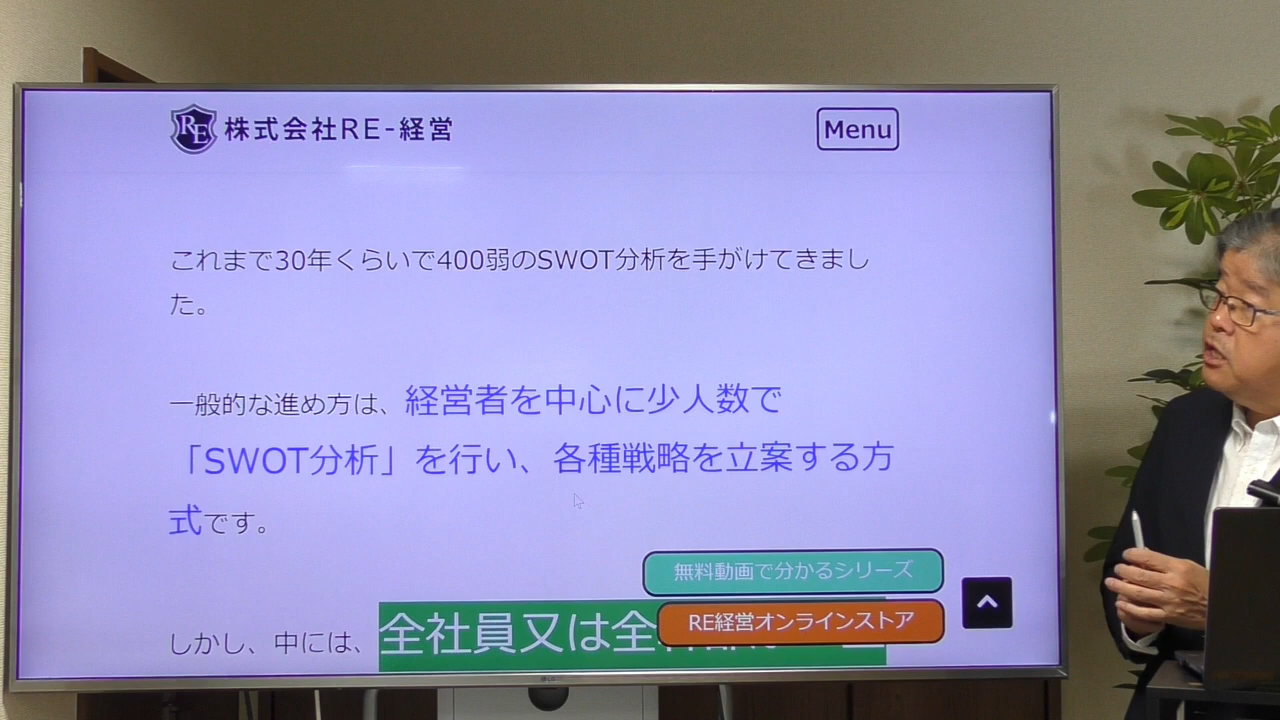 RE 株式会社RE-経営
Menu
これまで30年くらいで400弱のSWOT分析を手がけてきまし
た。
一般的な進め方は、経営者を中心に少人数で
「SWOT分析」を行い、各種戦略を立案する方
式です。
無料動画で分かるシリーズ
RE経営オンラインストア
しかし、中には、全社員又は全